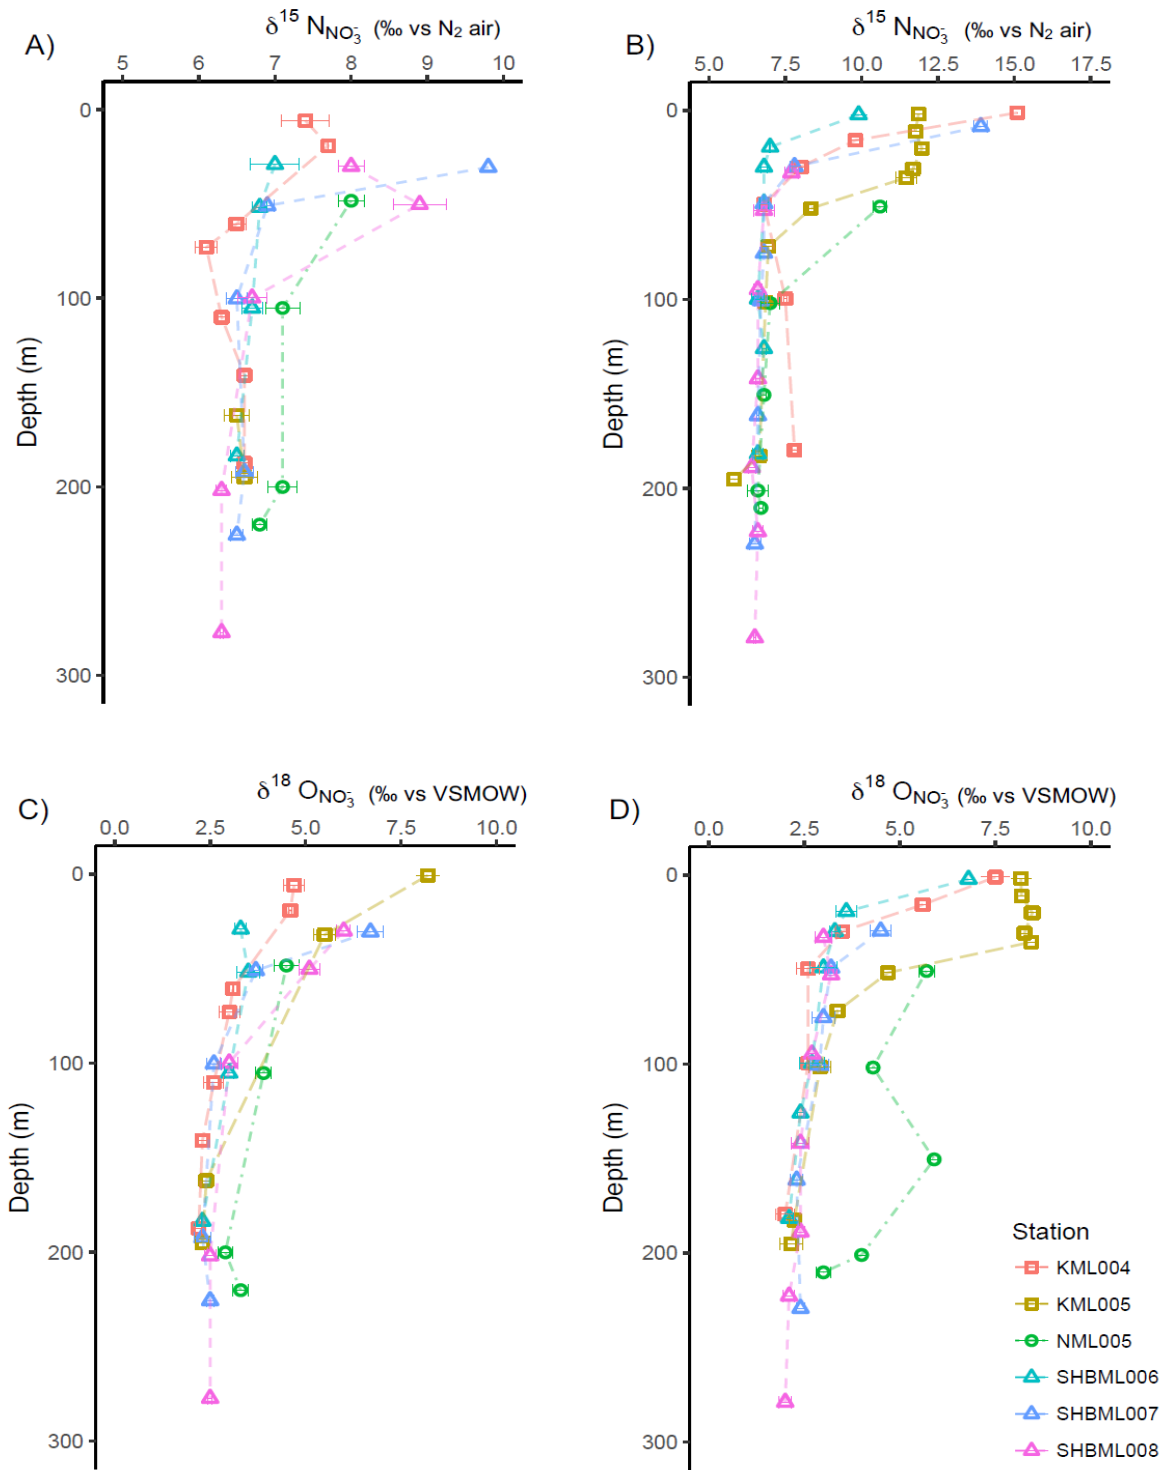 A)
δ¹⁵ N_NO₃⁻ (‰ vs N₂ air)
5 6 7 8 9 10
0
100
200
300
Depth (m)
B)
δ¹⁵ N_NO₃⁻ (‰ vs N₂ air)
5.0 7.5 10.0 12.5 15.0 17.5
0
100
200
300
Depth (m)
C)
δ¹⁸ O_NO₃⁻ (‰ vs VSMOW)
0.0 2.5 5.0 7.5 10.0
0
100
200
300
Depth (m)
D)
δ¹⁸ O_NO₃⁻ (‰ vs VSMOW)
0.0 2.5 5.0 7.5 10.0
0
100
200
300
Depth (m)
Station
KML004
KML005
NML005
SHBML006
SHBML007
SHBML008